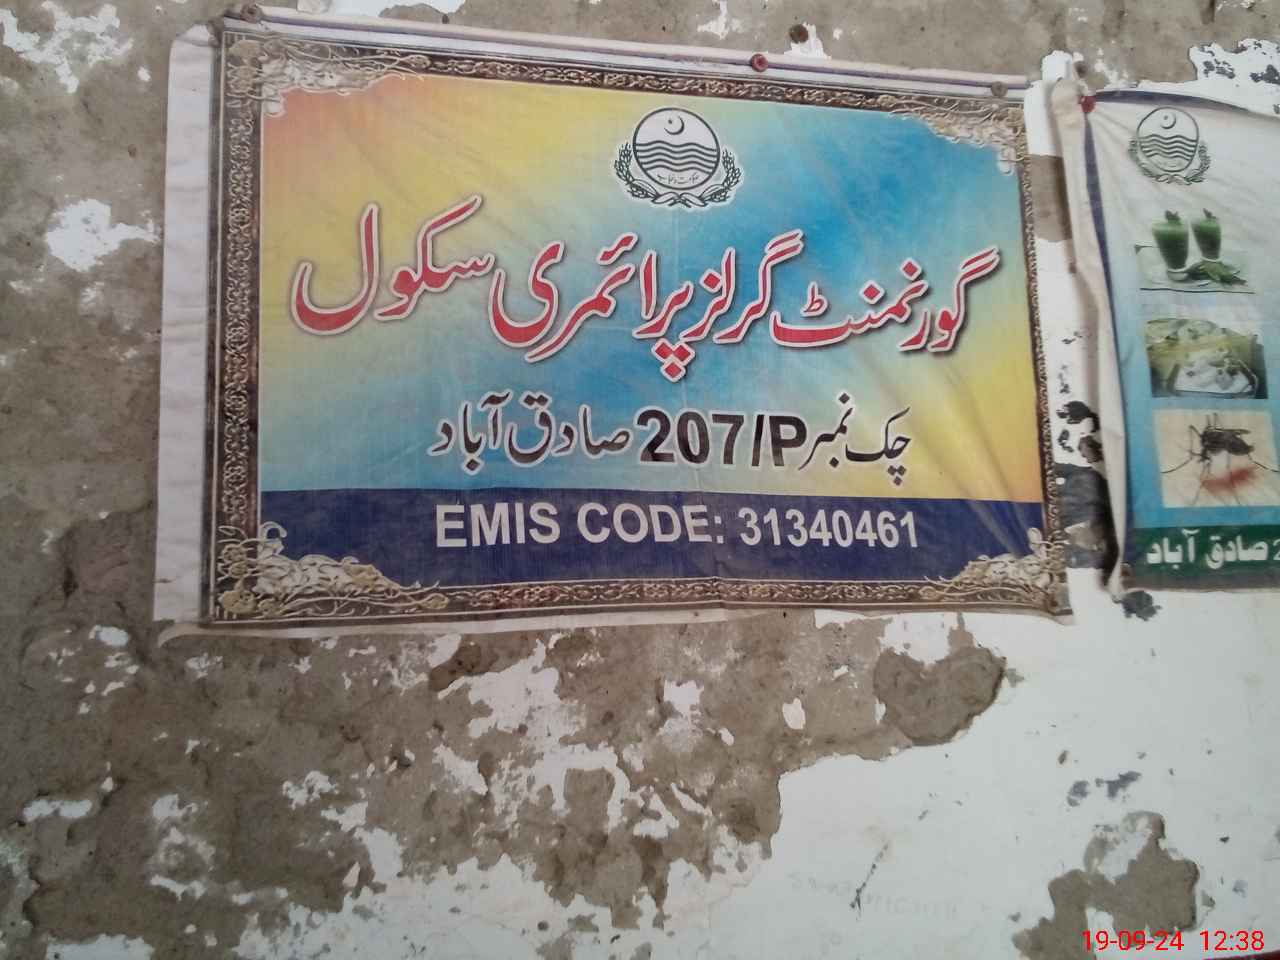 گورنمنٹ گرلز پرائمری سکول
چک نمبر 207/P صادق آباد
EMIS CODE: 31340461
صادق آباد
19-09-24 12:38